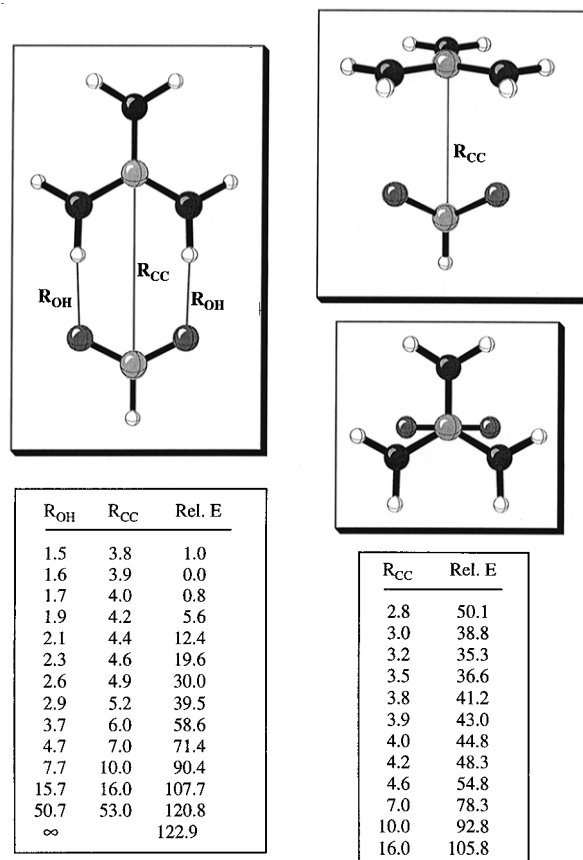 R_CC
R_OH R_OH
R_CC
R_OH R_CC Rel. E
1.5 3.8 1.0
1.6 3.9 0.0
1.7 4.0 0.8
1.9 4.2 5.6
2.1 4.4 12.4
2.3 4.6 19.6
2.6 4.9 30.0
2.9 5.2 39.5
3.7 6.0 58.6
4.7 7.0 71.4
7.7 10.0 90.4
15.7 16.0 107.7
50.7 53.0 120.8
∞ 122.9
R_CC Rel. E
2.8 50.1
3.0 38.8
3.2 35.3
3.5 36.6
3.8 41.2
3.9 43.0
4.0 44.8
4.2 48.3
4.6 54.8
7.0 78.3
10.0 92.8
16.0 105.8